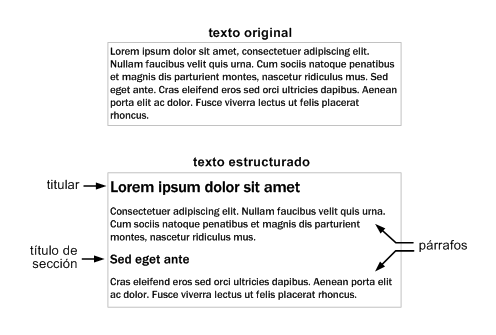 texto original
Lorem ipsum dolor sit amet, consectetuer adipiscing elit.
Nullam faucibus velit quis urna. Cum sociis natoque penatibus
et magnis dis parturient montes, nascetur ridiculus mus. Sed
eget ante. Cras eleifend eros sed orci ultricies dapibus. Aenean
porta elit ac dolor. Fusce viverra lectus ut felis placerat
rhoncus.
texto estructurado
titular
Lorem ipsum dolor sit amet
Consectetuer adipiscing elit. Nullam faucibus velit quis urna.
Cum sociis natoque penatibus et magnis dis parturient
montes, nascetur ridiculus mus.
título de
sección
Sed eget ante
párrafos
Cras eleifend eros sed orci ultricies dapibus. Aenean porta elit
ac dolor. Fusce viverra lectus ut felis placerat rhoncus.